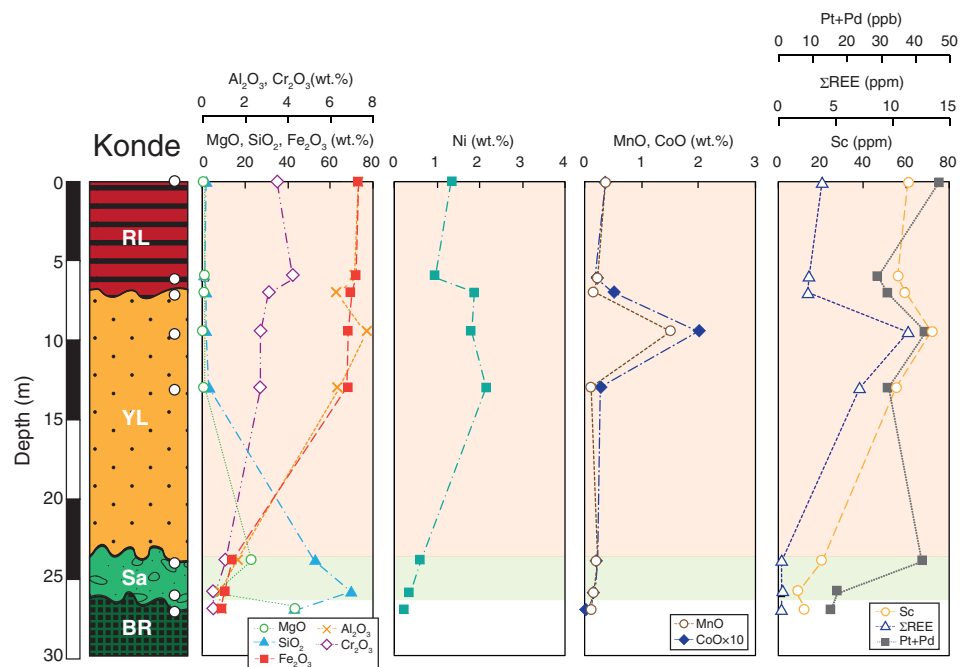 Pt+Pd (ppb)
0 10 20 30 40 50
Al₂O₃, Cr₂O₃(wt.%)
ΣREE (ppm)
0 2 4 6 8
0 5 10 15
Konde
MgO, SiO₂, Fe₂O₃ (wt.%)
Ni (wt.%)
MnO, CoO (wt.%)
Sc (ppm)
0 20 40 60 80
0 1 2 3 4
0 1 2 3
0 20 40 60 80
Depth (m)
0
5
10
15
20
25
30
RL
YL
Sa
BR
MgO
SiO₂
Fe₂O₃
Al₂O₃
Cr₂O₃
MnO
CoO×10
Sc
ΣREE
Pt+Pd